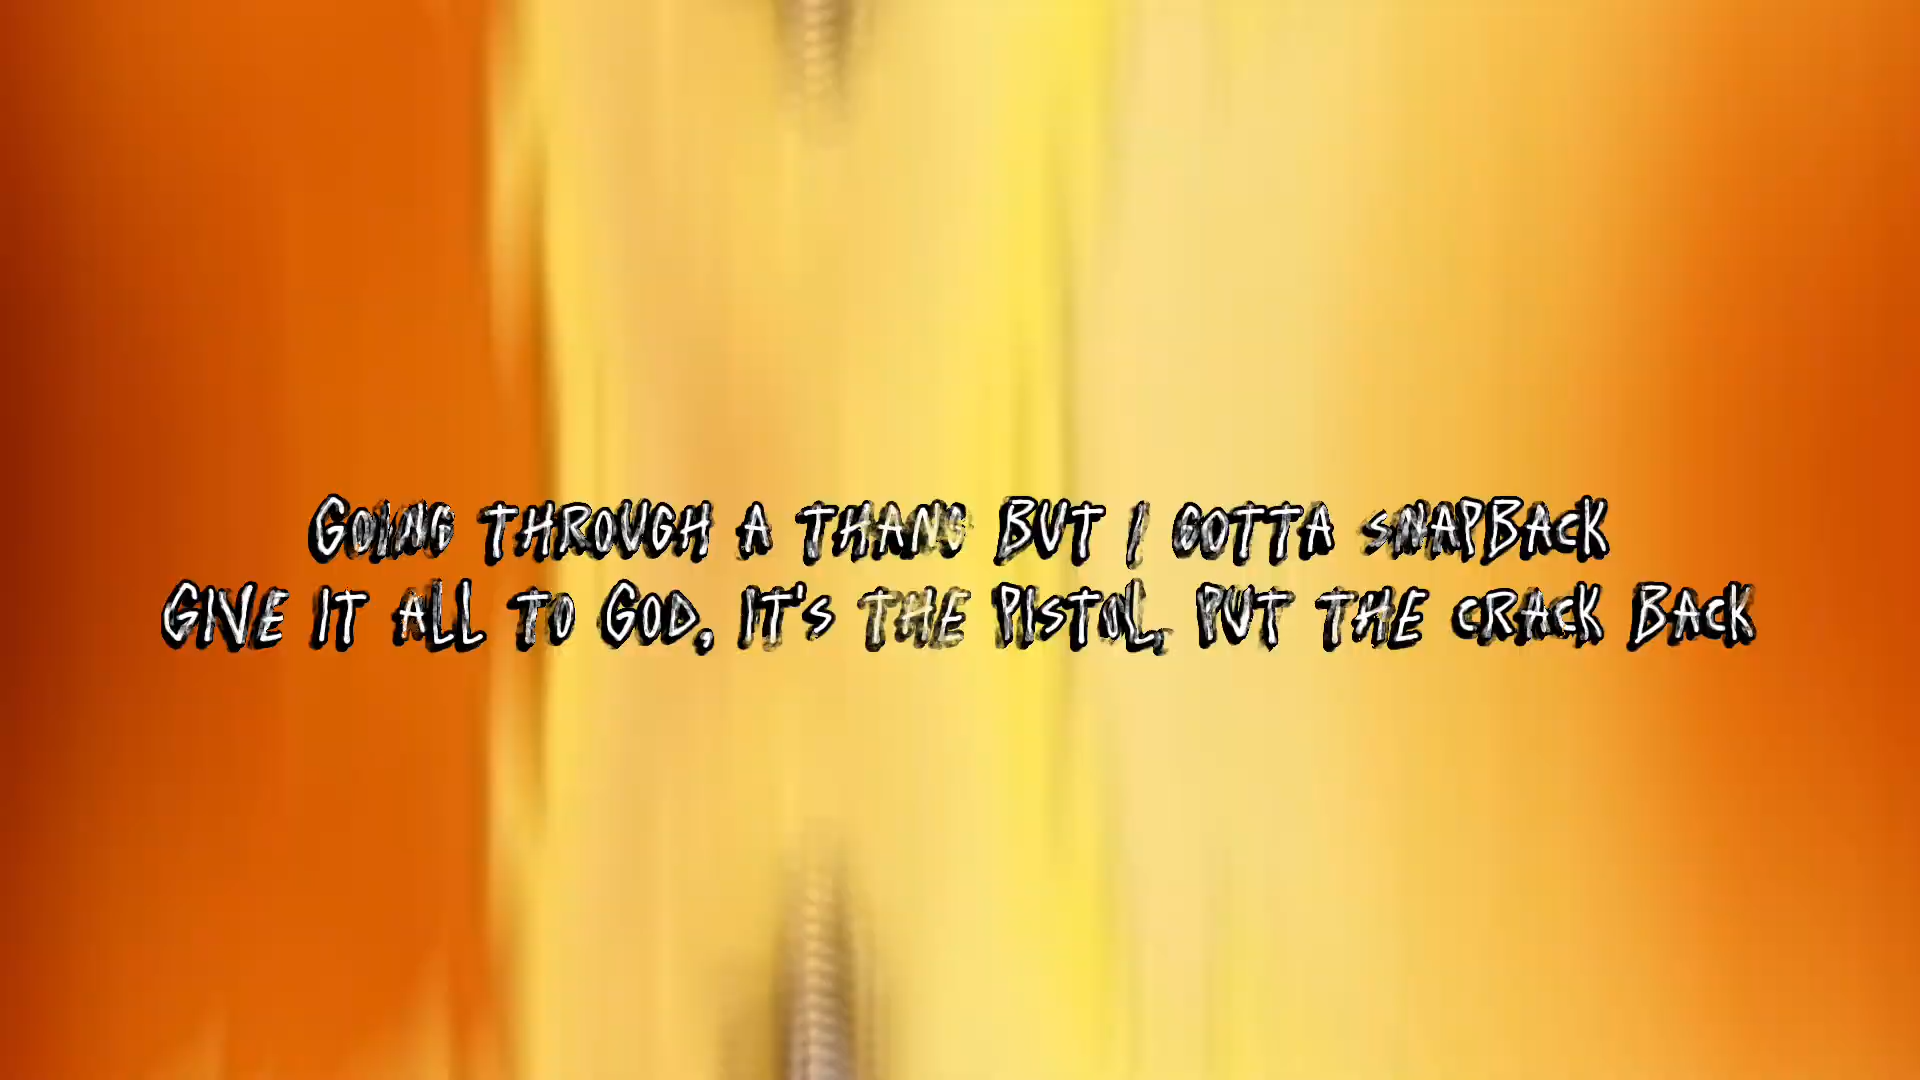 GOING THROUGH A THANG BUT I GOTTA SNAPBACK
GIVE IT ALL TO GOD, IT'S THE PISTOL, PUT THE CRACK BACK